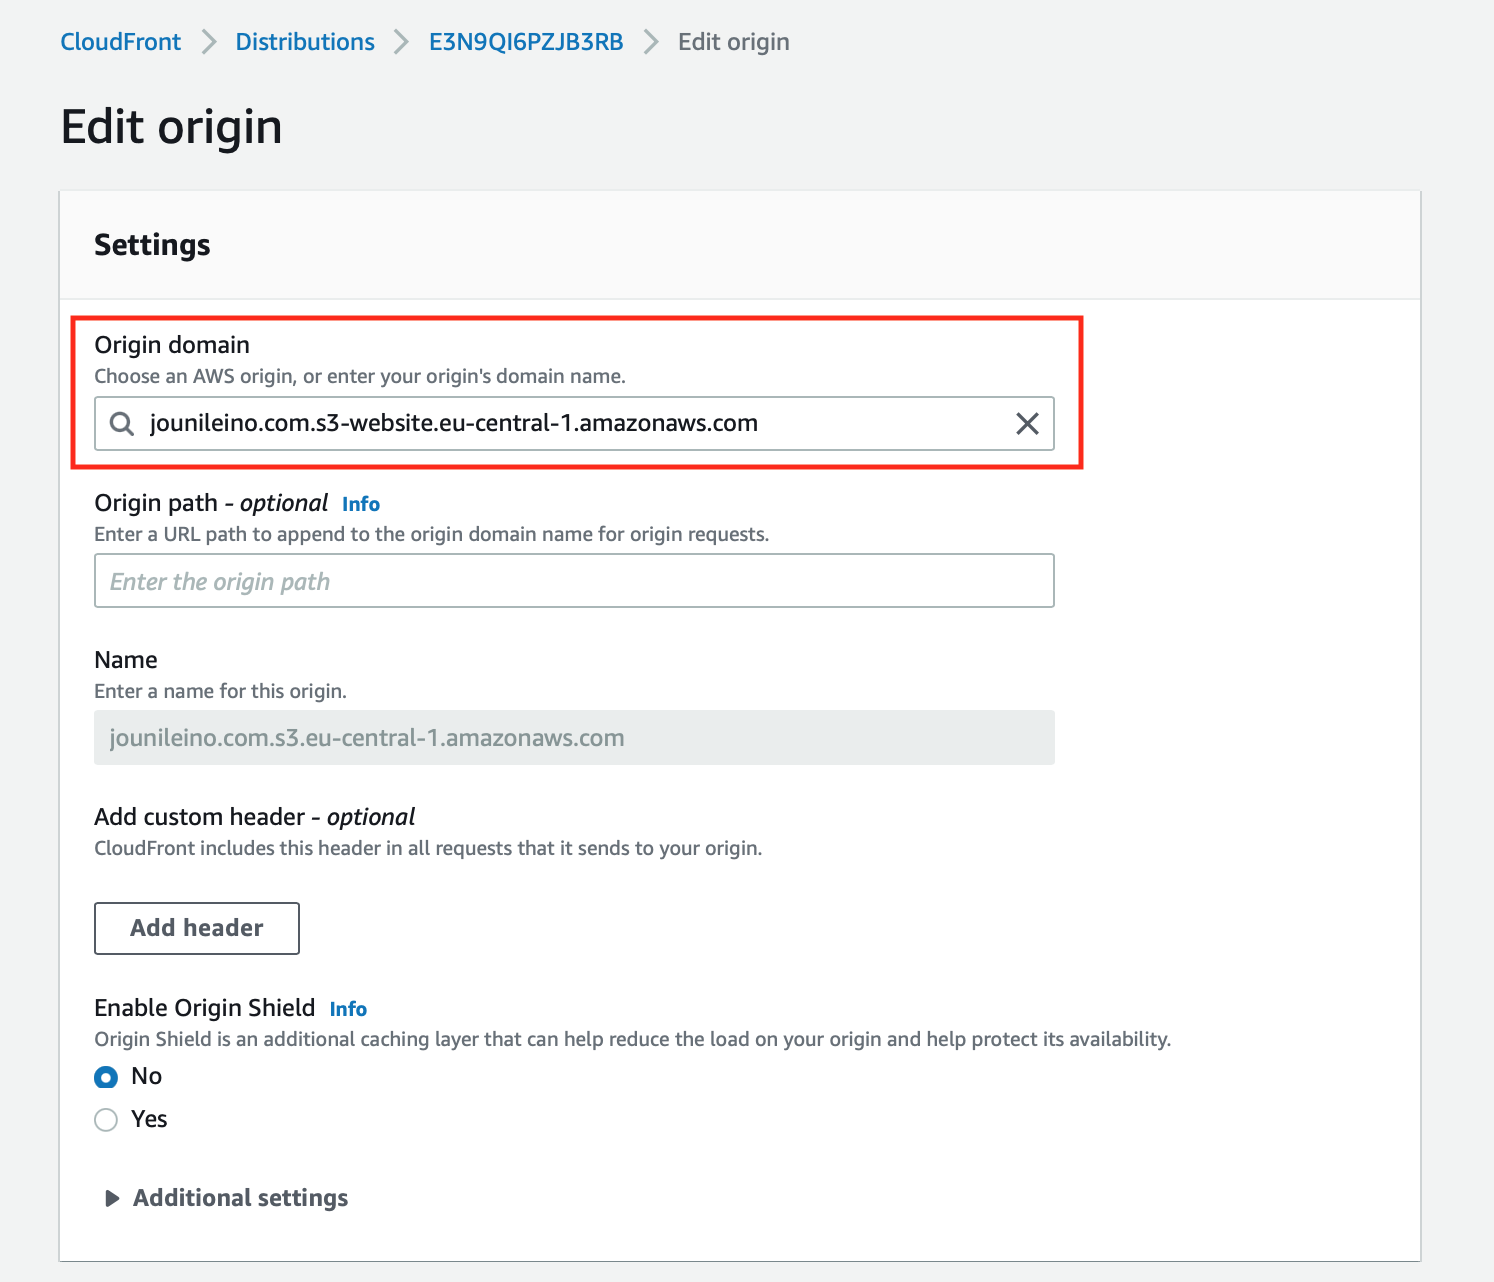 CloudFront > Distributions > E3N9QI6PZJB3RB > Edit origin
Edit origin
Settings
Origin domain
Choose an AWS origin, or enter your origin's domain name.
jounileino.com.s3-website.eu-central-1.amazonaws.com
Origin path - optional Info
Enter a URL path to append to the origin domain name for origin requests.
Enter the origin path
Name
Enter a name for this origin.
jounileino.com.s3.eu-central-1.amazonaws.com
Add custom header - optional
CloudFront includes this header in all requests that it sends to your origin.
Add header
Enable Origin Shield Info
Origin Shield is an additional caching layer that can help reduce the load on your origin and help protect its availability.
No
Yes
Additional settings